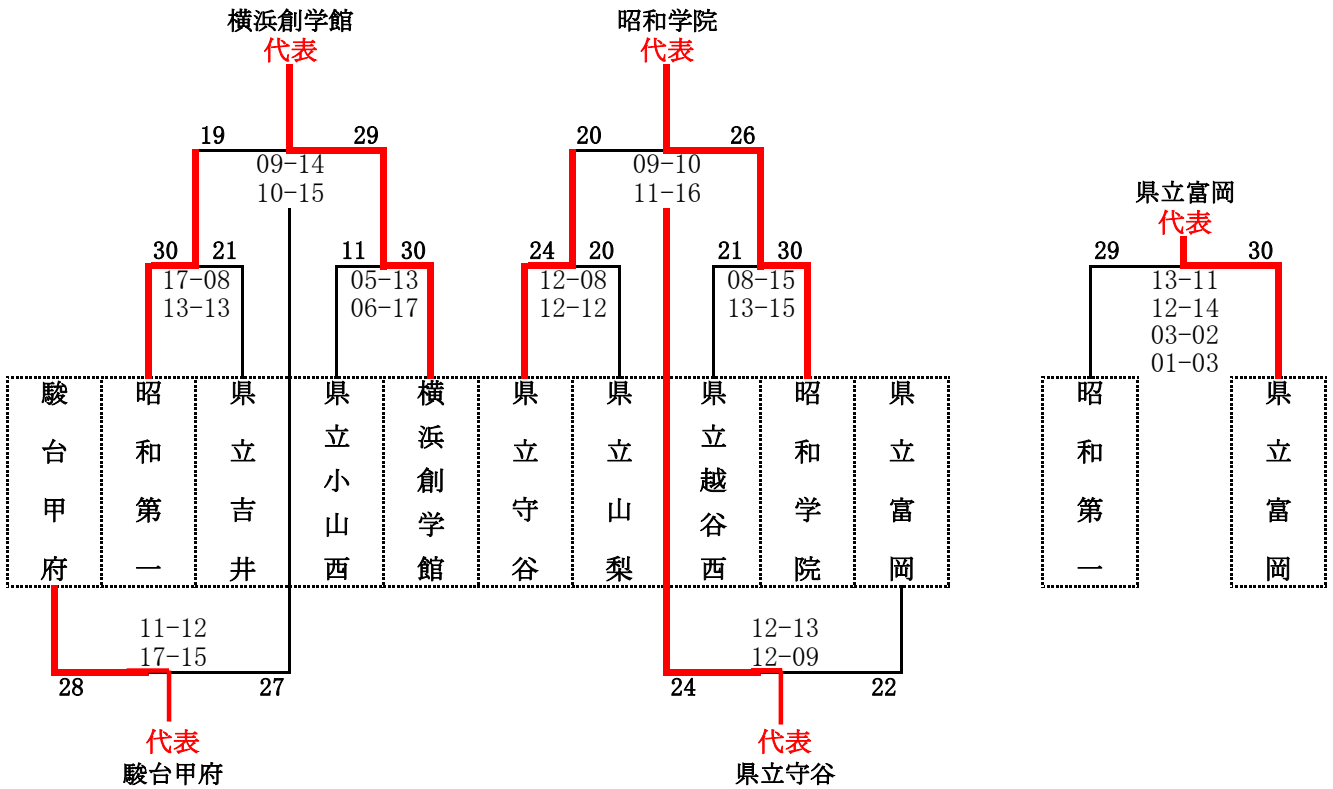 横浜創学館
代表
昭和学院
代表
19
29
09-14
10-15
20
26
09-10
11-16
県立富岡
代表
30
21
17-08
13-13
11
30
05-13
06-17
24
20
12-08
12-12
21
30
08-15
13-15
29
30
13-11
12-14
03-02
01-03
駿台甲府
昭和第一
県立吉井
県立小山西
横浜創学館
県立守谷
県立山梨
県立越谷西
昭和学院
県立富岡
昭和第一
県立富岡
11-12
17-15
28
27
代表
駿台甲府
12-13
12-09
24
22
代表
県立守谷